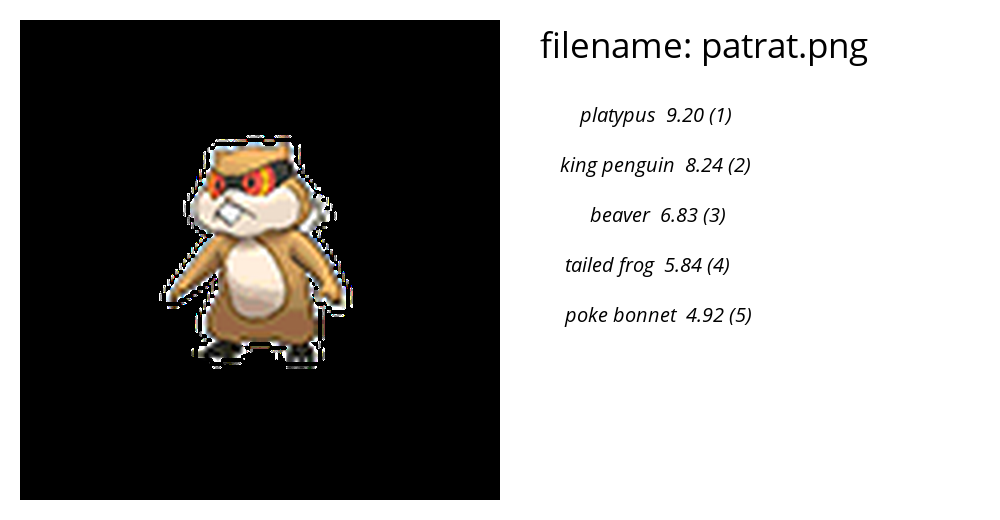 filename: patrat.png
platypus 9.20 (1)
king penguin 8.24 (2)
beaver 6.83 (3)
tailed frog 5.84 (4)
poke bonnet 4.92 (5)